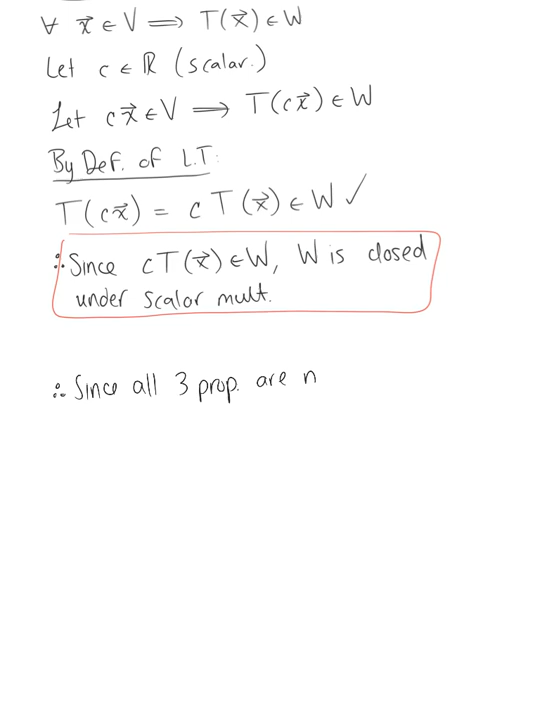 ∀ x⃗ ∈ V ⟹ T(x⃗) ∈ W
Let c ∈ ℝ (scalar.)
Let cx⃗ ∈ V ⟹ T(cx⃗) ∈ W
By Def. of L.T:
T(cx⃗) = c T(x⃗) ∈ W ✓
∴ Since cT(x⃗) ∈ W, W is closed
under scalar mult.
∴ Since all 3 prop. are n